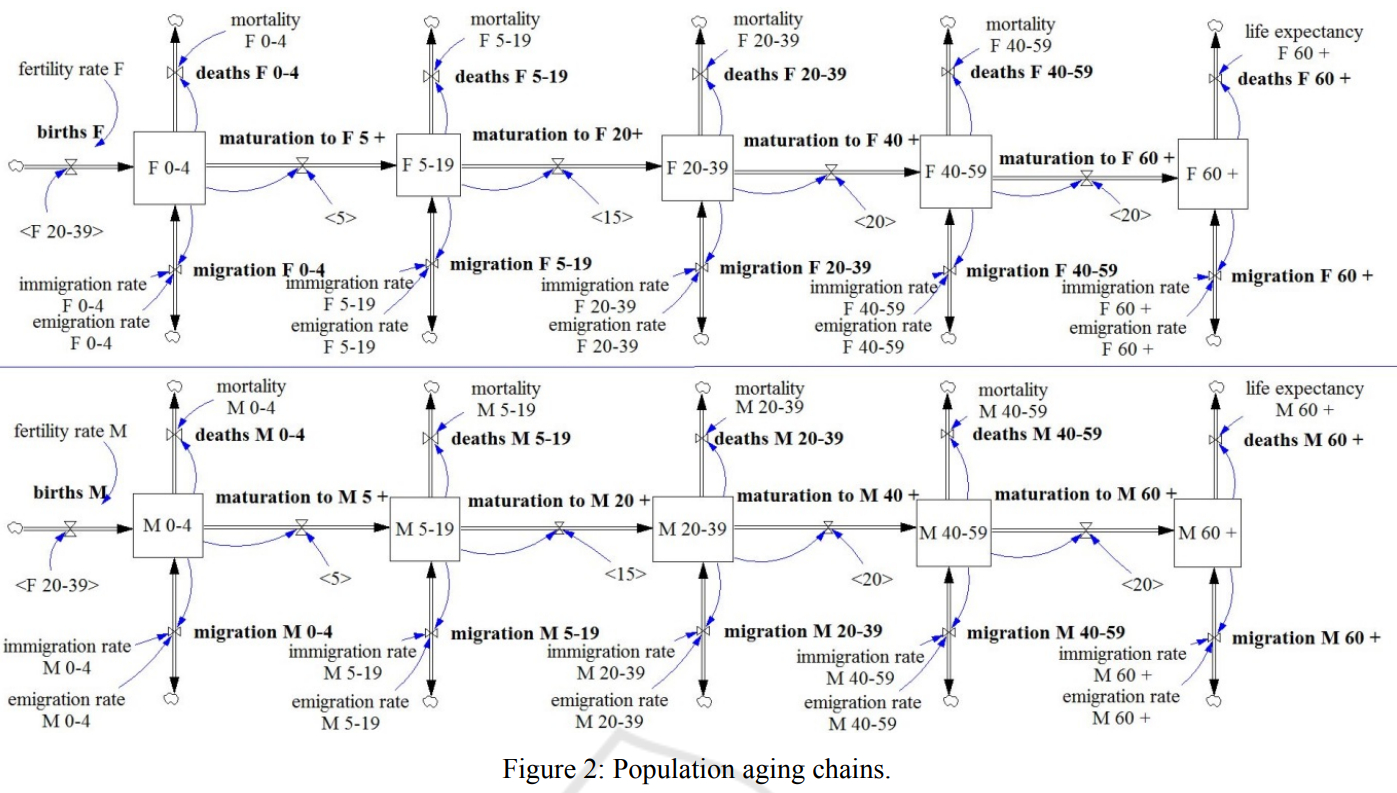 mortality
F 0-4
mortality
F 5-19
mortality
F 20-39
mortality
F 40-59
life expectancy
F 60 +
fertility rate F
deaths F 0-4
deaths F 5-19
deaths F 20-39
deaths F 40-59
deaths F 60 +
births F
maturation to F 5 +
maturation to F 20+
maturation to F 40 +
maturation to F 60 +
F 0-4
F 5-19
F 20-39
F 40-59
F 60 +
<F 20-39>
<5>
<15>
<20>
<20>
migration F 0-4
migration F 5-19
migration F 20-39
migration F 40-59
migration F 60 +
immigration rate
F 0-4
immigration rate
F 5-19
immigration rate
F 20-39
immigration rate
F 40-59
immigration rate
F 60 +
emigration rate
F 0-4
emigration rate
F 5-19
emigration rate
F 20-39
emigration rate
F 40-59
emigration rate
F 60 +
mortality
M 0-4
mortality
M 5-19
mortality
M 20-39
mortality
M 40-59
life expectancy
M 60 +
fertility rate M
deaths M 0-4
deaths M 5-19
deaths M 20-39
deaths M 40-59
deaths M 60 +
births M
maturation to M 5 +
maturation to M 20 +
maturation to M 40 +
maturation to M 60 +
M 0-4
M 5-19
M 20-39
M 40-59
M 60 +
<F 20-39>
<5>
<15>
<20>
<20>
migration M 0-4
migration M 5-19
migration M 20-39
migration M 40-59
migration M 60 +
immigration rate
M 0-4
immigration rate
M 5-19
immigration rate
M 20-39
immigration rate
M 40-59
immigration rate
M 60 +
emigration rate
M 0-4
emigration rate
M 5-19
emigration rate
M 20-39
emigration rate
M 40-59
emigration rate
M 60 +
Figure 2: Population aging chains.